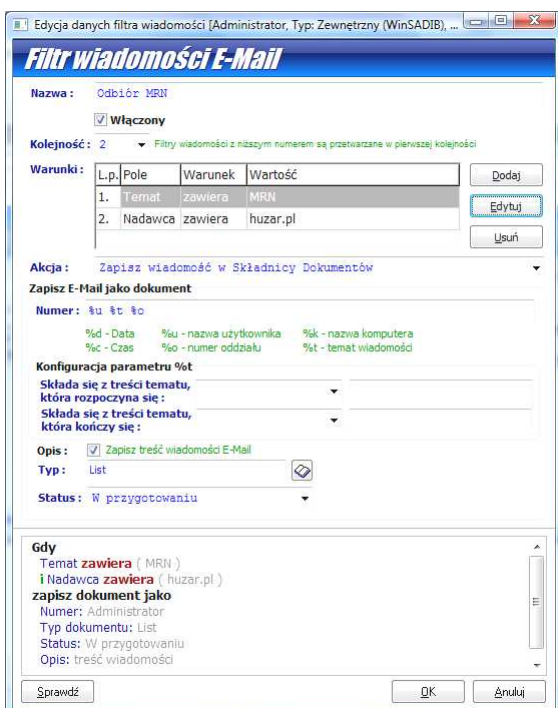 Edycja danych filtra wiadomości [Administrator, Typ: Zewnętrzny (WinSADIB), ...
Filtr wiadomości E-Mail
Nazwa : Odbiór MRN
Włączony
Kolejność : 2 Filtry wiadomości z niższym numerem są przetwarzane w pierwszej kolejności
Warunki :
L.p. Pole Warunek Wartość
1. Temat zawiera MRN
2. Nadawca zawiera huzar.pl
Dodaj
Edytuj
Usuń
Akcja : Zapisz wiadomość w Składnicy Dokumentów
Zapisz E-Mail jako dokument
Numer : %u %t %o
%d - Data %u - nazwa użytkownika %k - nazwa komputera
%c - Czas %o - numer oddziału %t - temat wiadomości
Konfiguracja parametru %t
Składa się z treści tematu,
która rozpoczyna się :
Składa się z treści tematu,
która kończy się :
Opis : Zapisz treść wiadomości E-Mail
Typ : List
Status : W przygotowaniu
Gdy
Temat zawiera ( MRN )
i Nadawca zawiera ( huzar.pl )
zapisz dokument jako
Numer: Administrator
Typ dokumentu: List
Status: W przygotowaniu
Opis: treść wiadomości
Sprawdź OK Anuluj